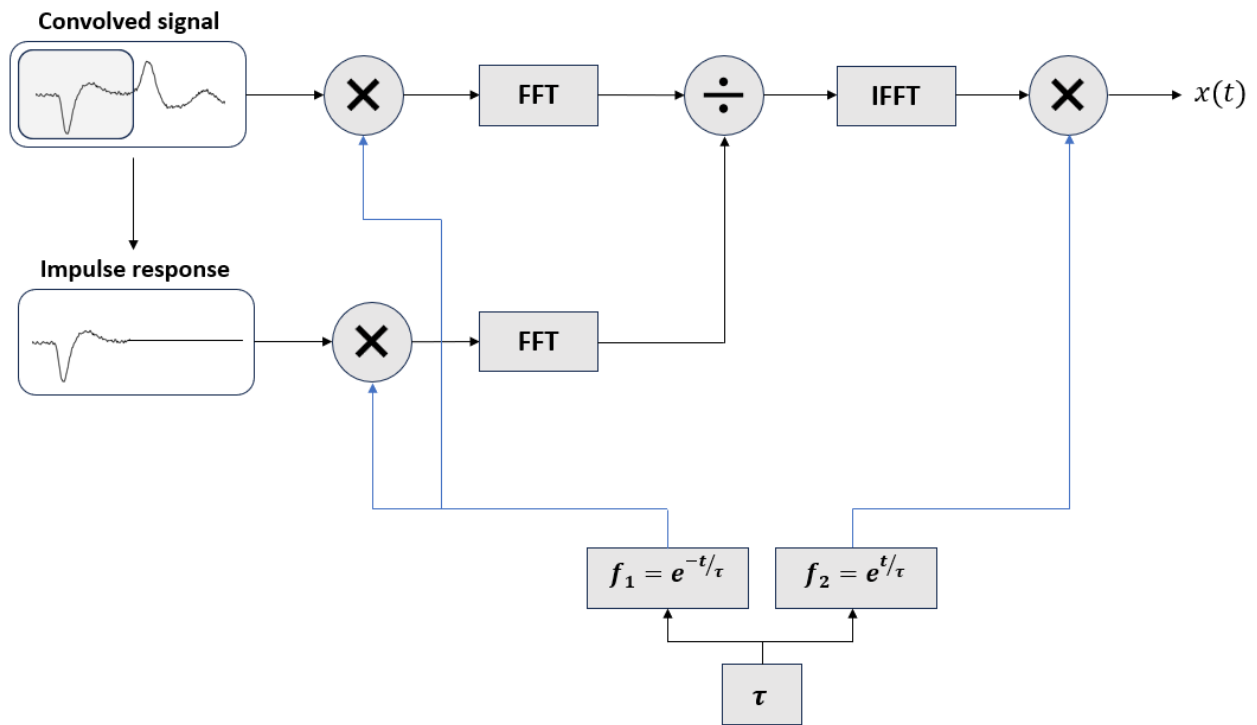 Convolved signal
× FFT ÷ IFFT × x(t)
Impulse response
× FFT
f₁ = e^{-t/τ} f₂ = e^{t/τ}
τ